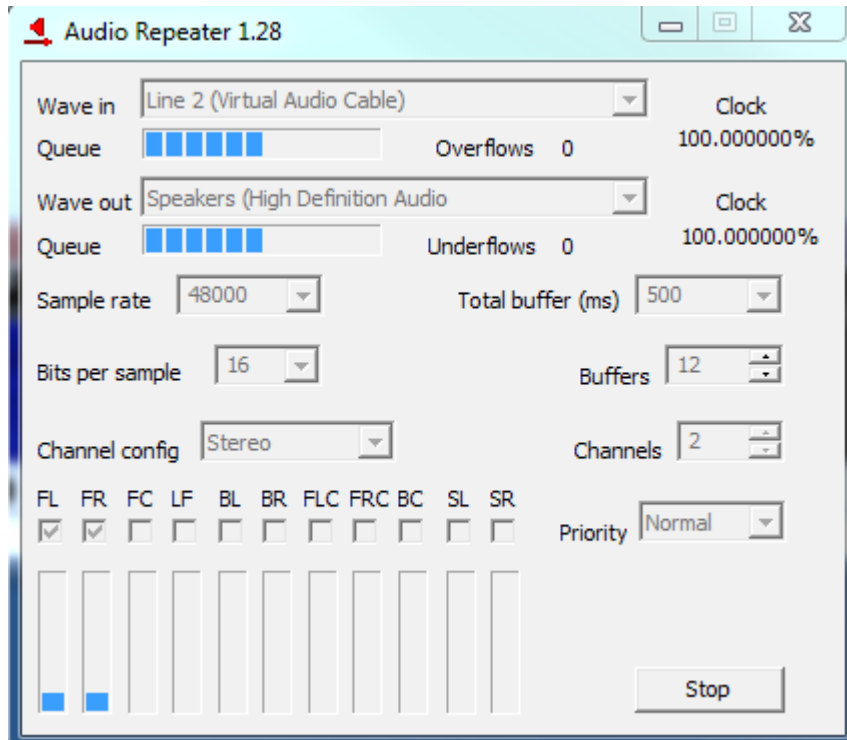 Audio Repeater 1.28
Wave in Line 2 (Virtual Audio Cable) Clock
Queue Overflows 0 100.000000%
Wave out Speakers (High Definition Audio Clock
Queue Underflows 0 100.000000%
Sample rate 48000 Total buffer (ms) 500
Bits per sample 16 Buffers 12
Channel config Stereo Channels 2
FL FR FC LF BL BR FLC FRC BC SL SR
Priority Normal
Stop